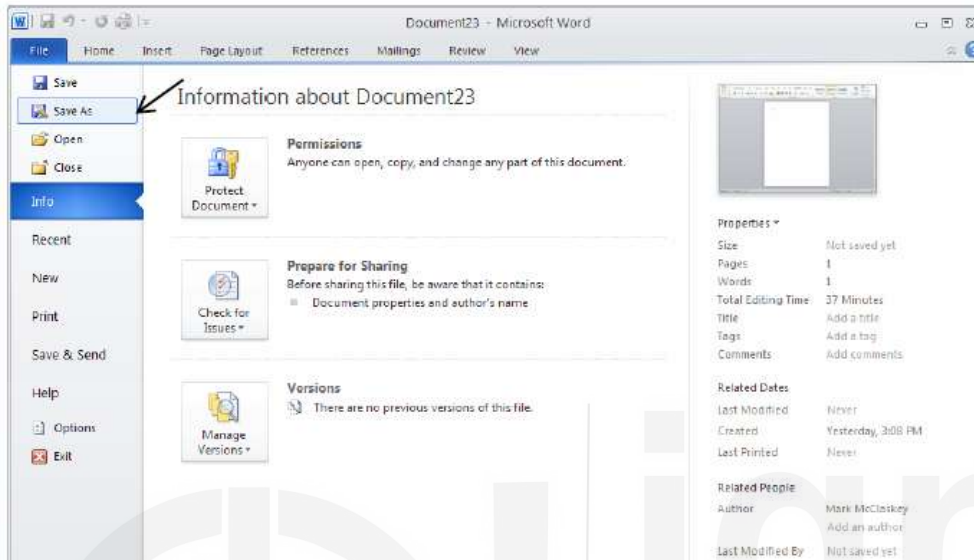 Document23 - Microsoft Word
File Home Insert Page Layout References Mailings Review View
Save
Save As
Open
Close
Info
Recent
New
Print
Save & Send
Help
Options
Exit
Information about Document23
Protect
Document
Permissions
Anyone can open, copy, and change any part of this document.
Check for
Issues
Prepare for Sharing
Before sharing this file, be aware that it contains:
Document properties and author's name
Manage
Versions
Versions
There are no previous versions of this file.
Properties
Size Not saved yet
Pages 1
Words 1
Total Editing Time 37 Minutes
Title Add a title
Tags Add a tag
Comments Add comments
Related Dates
Last Modified Never
Created Yesterday, 3:08 PM
Last Printed Never
Related People
Author Mark McClaskey
Add an author
Last Modified By Not saved yet